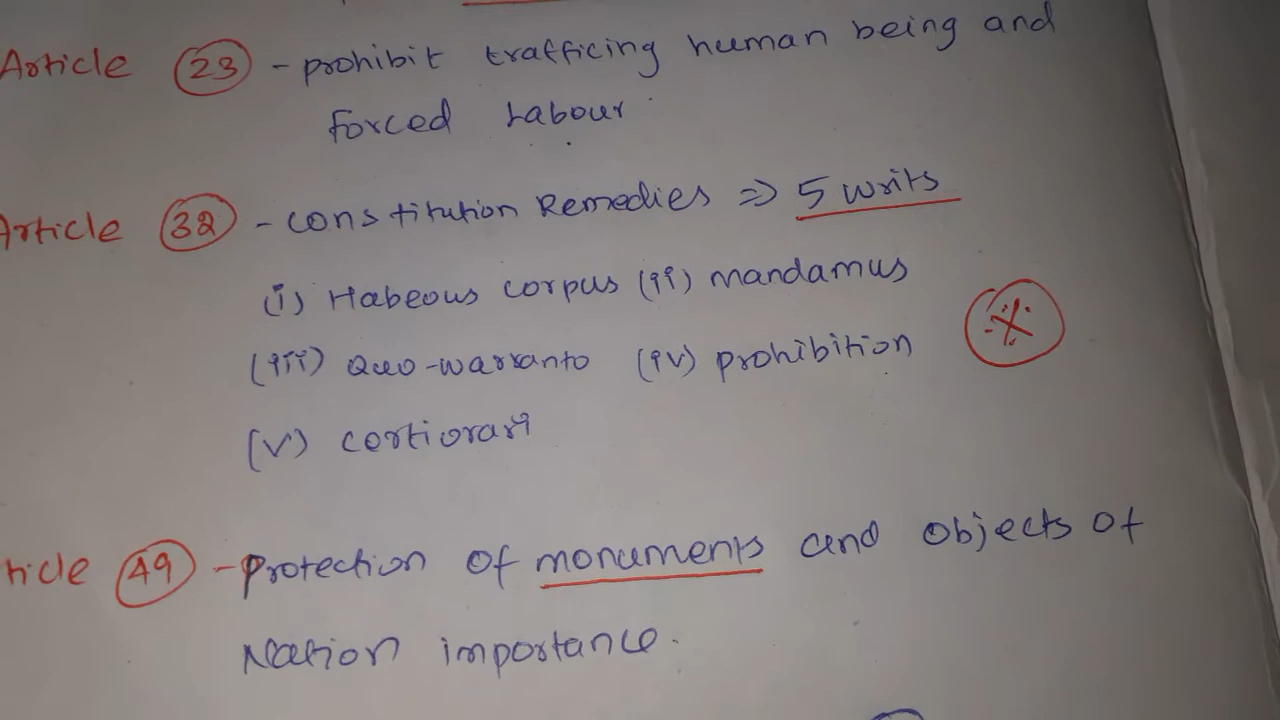 Article 23 - prohibit trafficing human being and
forced Labour
Article 32 - constitution Remedies ⇒ 5 writs
(i) Habeous corpus (ii) mandamus
(iii) Quo-warranto (iv) prohibition
(v) certiorari
ticle 49 - protection of monuments and objects of
Nation importance.